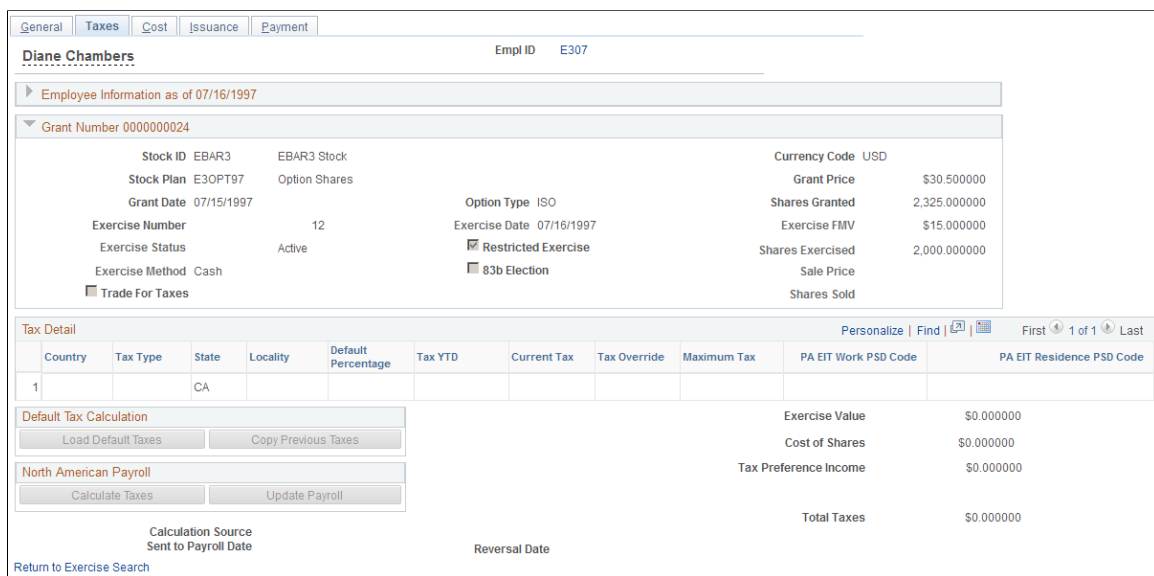 General Taxes Cost Issuance Payment
Diane Chambers Empl ID E307
Employee Information as of 07/16/1997
Grant Number 0000000024
Stock ID EBAR3 EBAR3 Stock Currency Code USD
Stock Plan E3OPT97 Option Shares Grant Price $30.500000
Grant Date 07/15/1997 Option Type ISO Shares Granted 2,325.000000
Exercise Number 12 Exercise Date 07/16/1997 Exercise FMV $15.000000
Exercise Status Active Restricted Exercise Shares Exercised 2,000.000000
Exercise Method Cash 83b Election Sale Price
Trade For Taxes Shares Sold
Tax Detail Personalize | Find | | First 1 of 1 Last
Country Tax Type State Locality Default Percentage Tax YTD Current Tax Tax Override Maximum Tax PA EIT Work PSD Code PA EIT Residence PSD Code
1 CA
Default Tax Calculation Exercise Value $0.000000
Load Default Taxes Copy Previous Taxes Cost of Shares $0.000000
North American Payroll Tax Preference Income $0.000000
Calculate Taxes Update Payroll
Total Taxes $0.000000
Calculation Source
Sent to Payroll Date Reversal Date
Return to Exercise Search